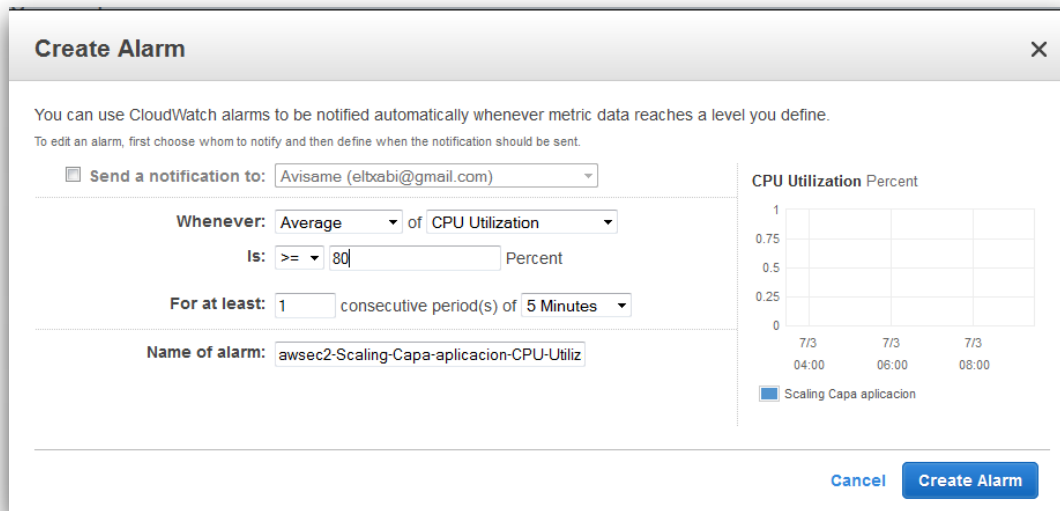 Create Alarm
You can use CloudWatch alarms to be notified automatically whenever metric data reaches a level you define.
To edit an alarm, first choose whom to notify and then define when the notification should be sent.
Send a notification to: Avisame (eltxabi@gmail.com)
Whenever: Average of CPU Utilization
Is: >= 80 Percent
For at least: 1 consecutive period(s) of 5 Minutes
Name of alarm: awsec2-Scaling-Capa-aplicacion-CPU-Utiliz
CPU Utilization Percent
1
0.75
0.5
0.25
0
7/3 7/3 7/3
04:00 06:00 08:00
Scaling Capa aplicacion
Cancel Create Alarm